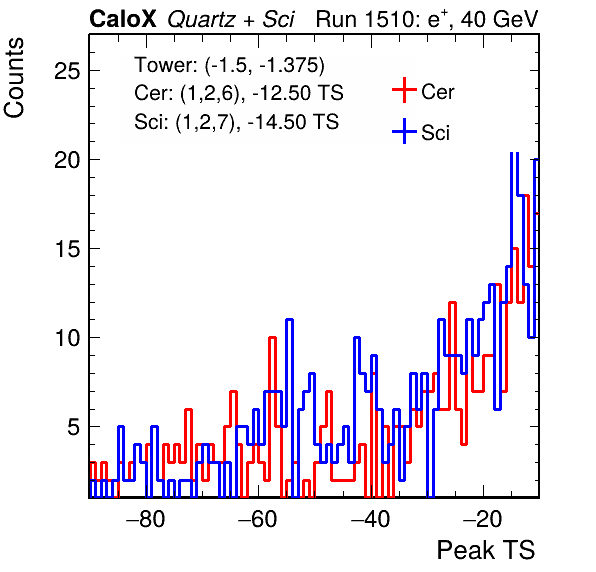 CaloX Quartz + Sci Run 1510: e⁺, 40 GeV
Counts
25
20
15
10
5
Tower: (-1.5, -1.375)
Cer: (1,2,6), -12.50 TS
Sci: (1,2,7), -14.50 TS
Cer
Sci
−80 −60 −40 −20
Peak TS